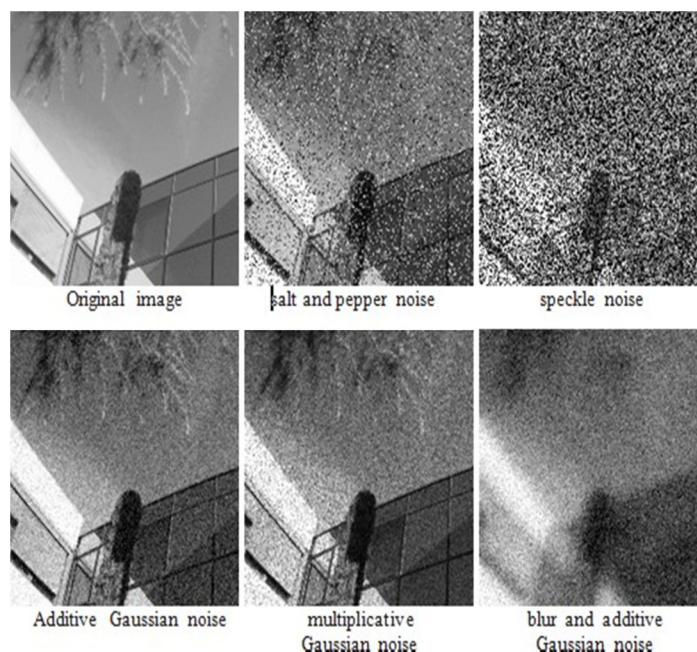 Original image
salt and pepper noise
speckle noise
Additive Gaussian noise
multiplicative
Gaussian noise
blur and additive
Gaussian noise